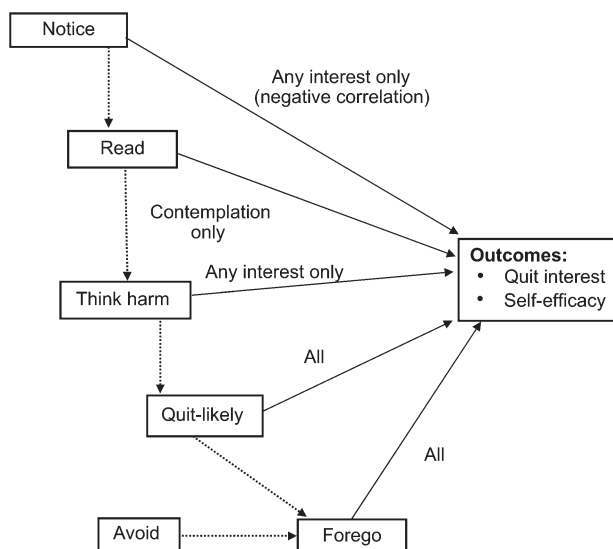 Notice
Any interest only
(negative correlation)
Read
Contemplation
only
Outcomes:
• Quit interest
• Self-efficacy
Any interest only
Think harm
All
Quit-likely
All
Avoid
Forego